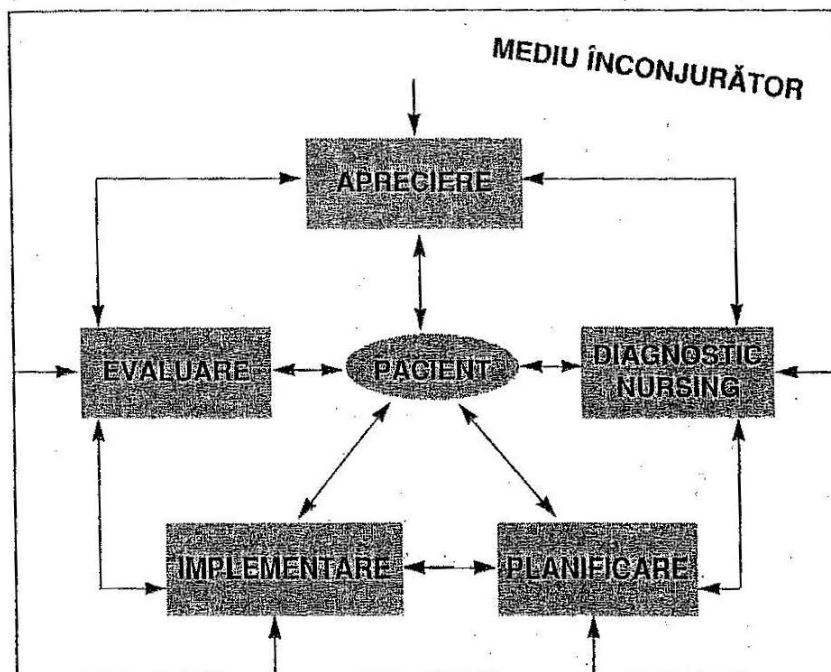 MEDIU ÎNCONJURĂTOR
APRECIERE
EVALUARE
PACIENT
DIAGNOSTIC
NURSING
IMPLEMENTARE
PLANIFICARE